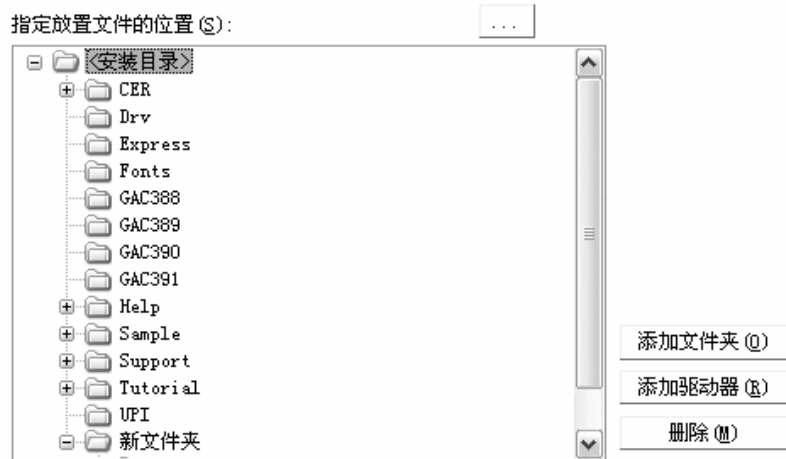 指定放置文件的位置(S):
...
<安装目录>
CER
Drv
Express
Fonts
GAC388
GAC389
GAC390
GAC391
Help
Sample
Support
Tutorial
UPI
新文件夹
添加文件夹(O)
添加驱动器(R)
删除(M)